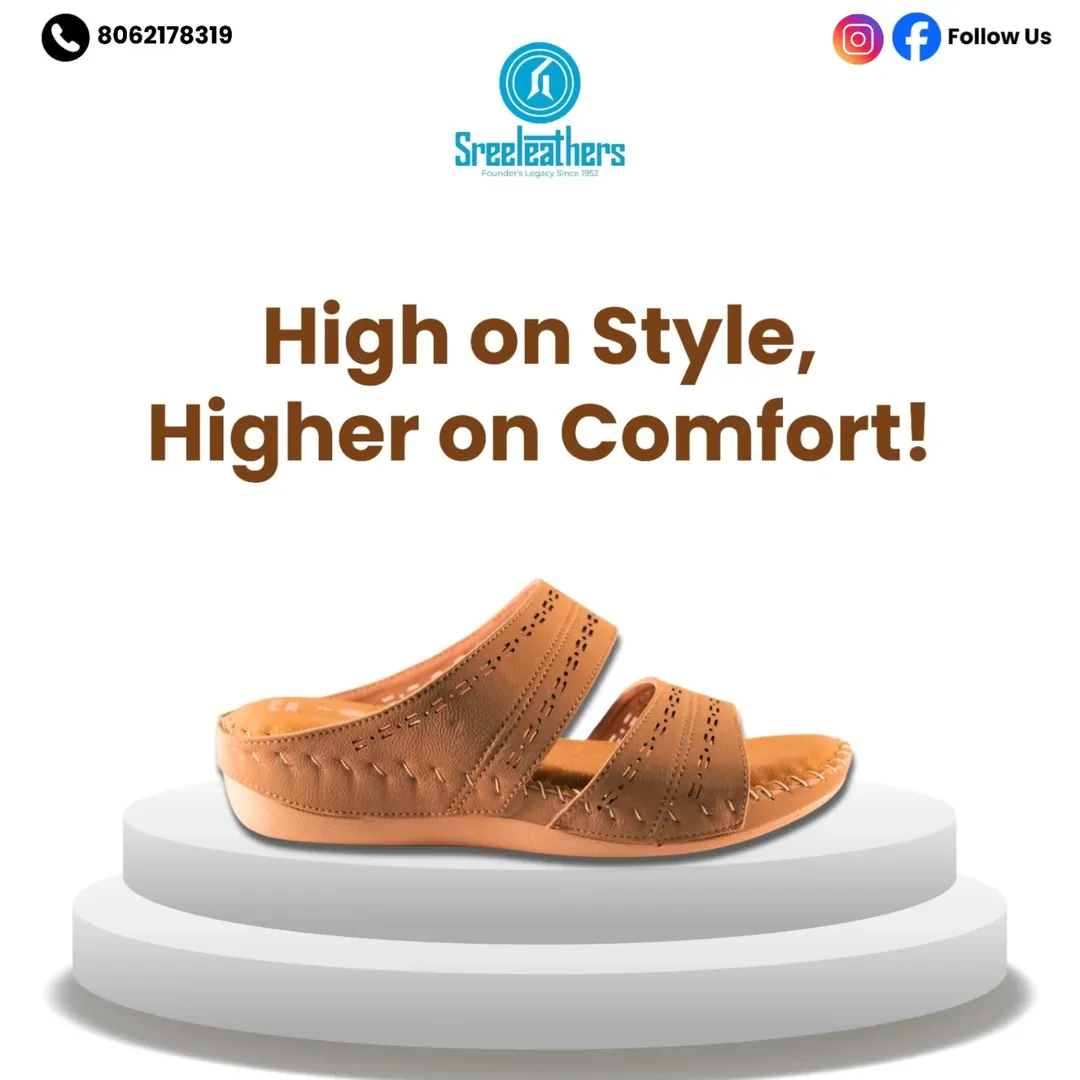 8062178319
Follow Us
Sreeleathers
Founder's Legacy Since 1952
High on Style,
Higher on Comfort!